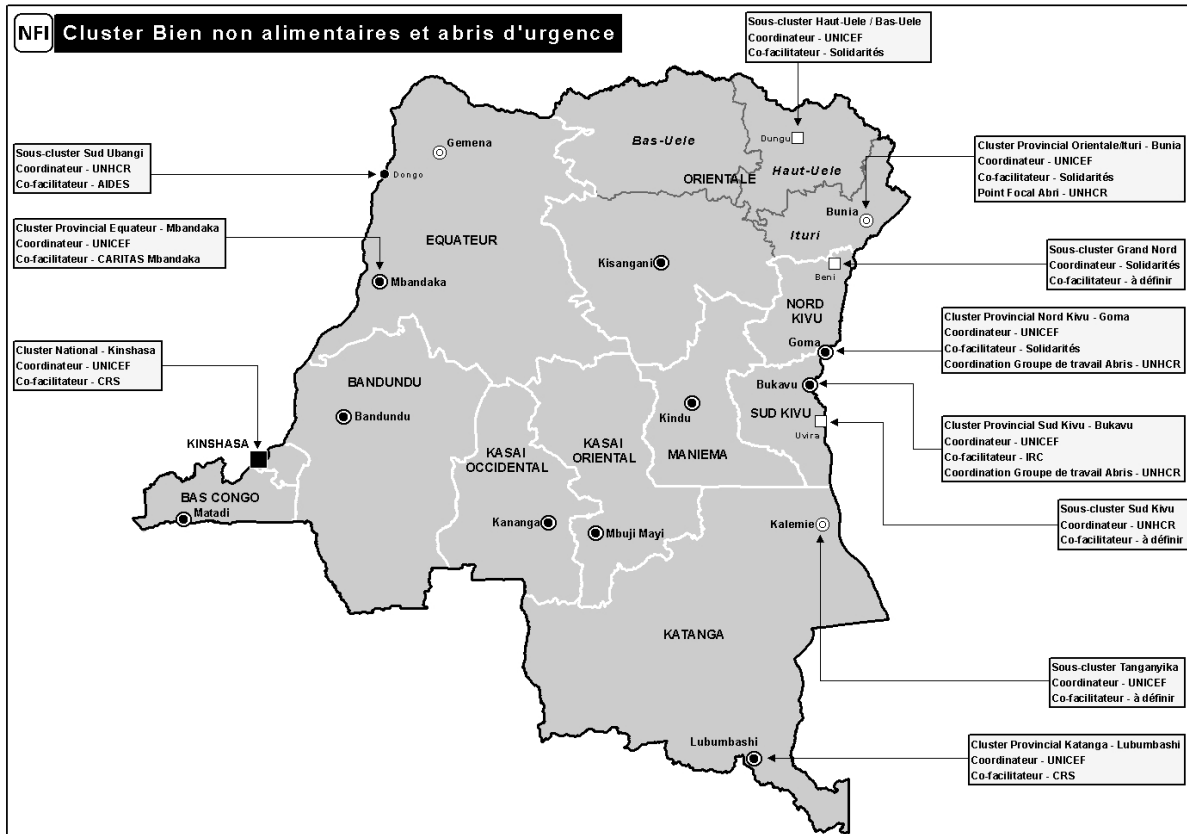 NFI Cluster Bien non alimentaires et abris d'urgence
Sous-cluster Haut-Uele / Bas-Uele
Coordinateur - UNICEF
Co-facilitateur - Solidarités
Sous-cluster Sud Ubangi
Coordinateur - UNHCR
Co-facilitateur - AIDES
Cluster Provincial Equateur - Mbandaka
Coordinateur - UNICEF
Co-facilitateur - CARITAS Mbandaka
Cluster National - Kinshasa
Coordinateur - UNICEF
Co-facilitateur - CRS
Cluster Provincial Orientale/Ituri - Bunia
Coordinateur - UNICEF
Co-facilitateur - Solidarités
Point Focal Abri - UNHCR
Sous-cluster Grand Nord
Coordinateur - Solidarités
Co-facilitateur - à définir
Cluster Provincial Nord Kivu - Goma
Coordinateur - UNICEF
Co-facilitateur - Solidarités
Coordination Groupe de travail Abris - UNHCR
Cluster Provincial Sud Kivu - Bukavu
Coordinateur - UNICEF
Co-facilitateur - IRC
Coordination Groupe de travail Abris - UNHCR
Sous-cluster Sud Kivu
Coordinateur - UNHCR
Co-facilitateur - à définir
Sous-cluster Tanganyika
Coordinateur - UNICEF
Co-facilitateur - à définir
Cluster Provincial Katanga - Lubumbashi
Coordinateur - UNICEF
Co-facilitateur - CRS
Gemena
Dongo
Bas-Uele
Dungu
Haut-Uele
ORIENTALE
Bunia
Ituri
EQUATEUR
Kisangani
Beni
Mbandaka
NORD
KIVU
Goma
BANDUNDU
Bandundu
Bukavu
Kindu
SUD KIVU
Uvira
KINSHASA
KASAI
OCCIDENTAL
KASAI
ORIENTAL
MANIEMA
BAS CONGO
Matadi
Kananga
Mbuji Mayi
Kalemie
KATANGA
Lubumbashi